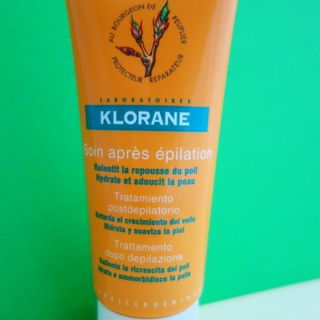 AU BOURGEON DE PEUPLIER
PROTECTEUR REPARATEUR
LABORATOIRES
KLORANE
Soin après épilation
Ralentit la repousse du poil
Hydrate et adoucit la peau
Tratamiento
postdepilatorio
Retarda el crecimiento del vello
Hidrata y suaviza la piel
Trattamento
dopo depilazione
Rallenta la ricrescita dei peli
Idrata e ammorbidisce la pelle